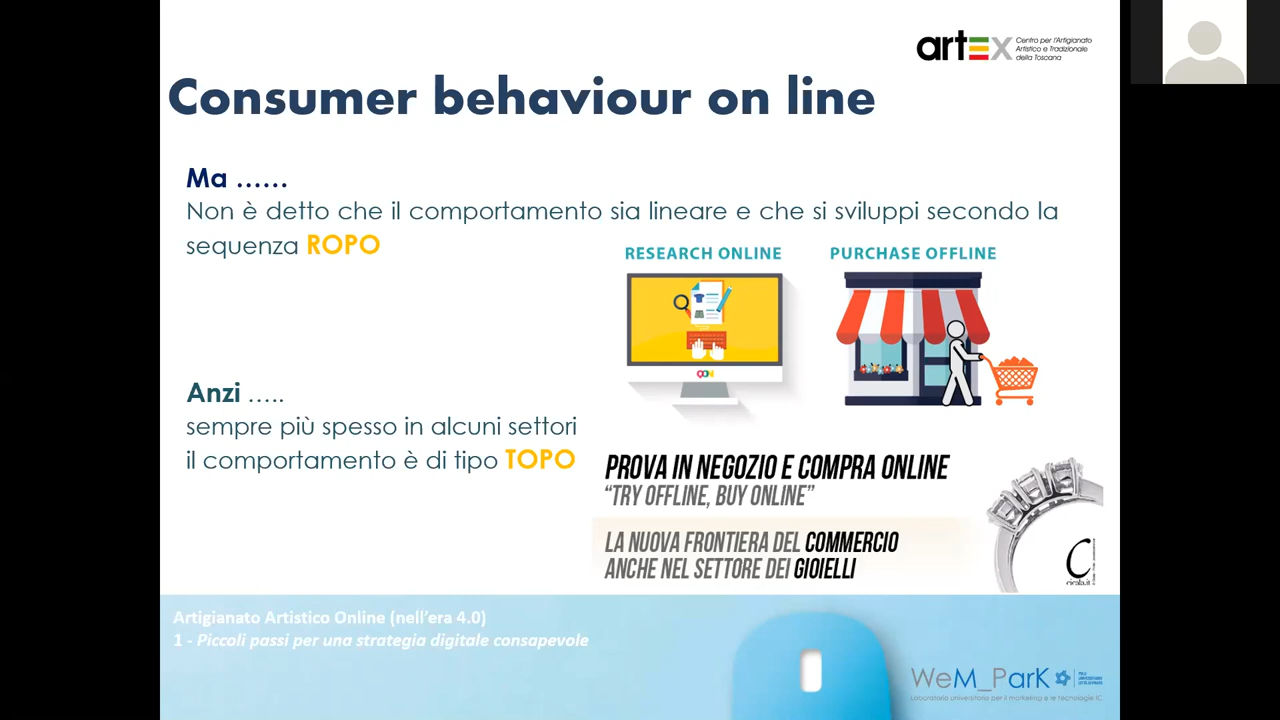 artex Centro per l'Artigianato
Artistico e Tradizionale
della Toscana
Consumer behaviour on line
Ma ......
Non è detto che il comportamento sia lineare e che si sviluppi secondo la
sequenza ROPO
RESEARCH ONLINE
PURCHASE OFFLINE
Anzi .....
sempre più spesso in alcuni settori
il comportamento è di tipo TOPO
PROVA IN NEGOZIO E COMPRA ONLINE
“TRY OFFLINE, BUY ONLINE”
LA NUOVA FRONTIERA DEL COMMERCIO
ANCHE NEL SETTORE DEI GIOIELLI
C
cicala.it
Artigianato Artistico Online (nell'era 4.0)
1 - Piccoli passi per una strategia digitale consapevole
WeM_ParK
Laboratorio universitario per il marketing e le tecnologie IC